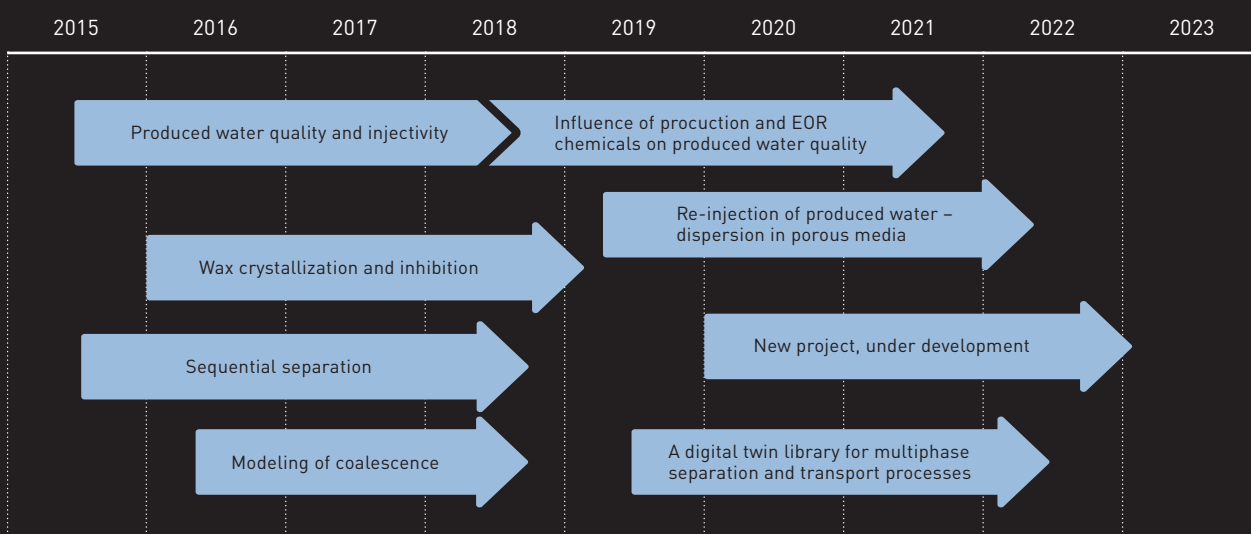 2015 2016 2017 2018 2019 2020 2021 2022 2023
Produced water quality and injectivity
Influence of procuction and EOR
chemicals on produced water quality
Re-injection of produced water –
dispersion in porous media
Wax crystallization and inhibition
New project, under development
Sequential separation
Modeling of coalescence
A digital twin library for multiphase
separation and transport processes